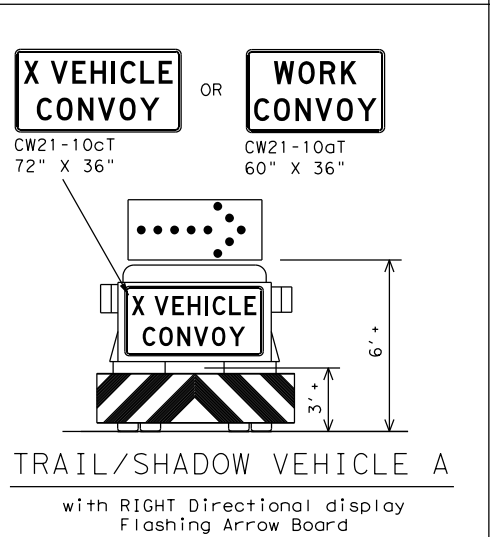 X VEHICLE
CONVOY
OR
WORK
CONVOY
CW21-10cT
72" X 36"
CW21-10aT
60" X 36"
X VEHICLE
CONVOY
6' +
3' +
TRAIL/SHADOW VEHICLE A
with RIGHT Directional display
Flashing Arrow Board